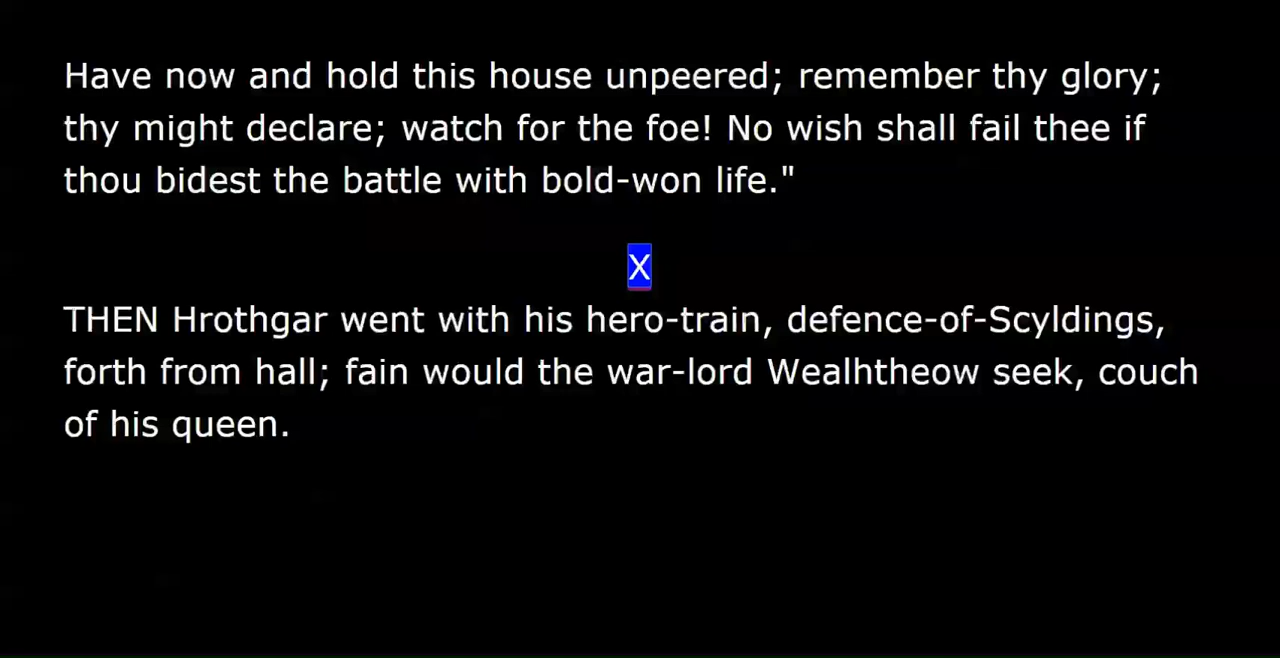 Have now and hold this house unpeered; remember thy glory;
thy might declare; watch for the foe! No wish shall fail thee if
thou bidest the battle with bold-won life."
X
THEN Hrothgar went with his hero-train, defence-of-Scyldings,
forth from hall; fain would the war-lord Wealhtheow seek, couch
of his queen.